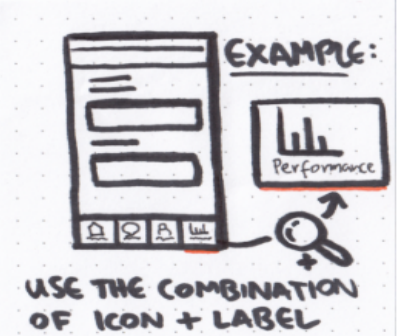 EXAMPLE:
Performance
USE THE COMBINATION
OF ICON + LABEL